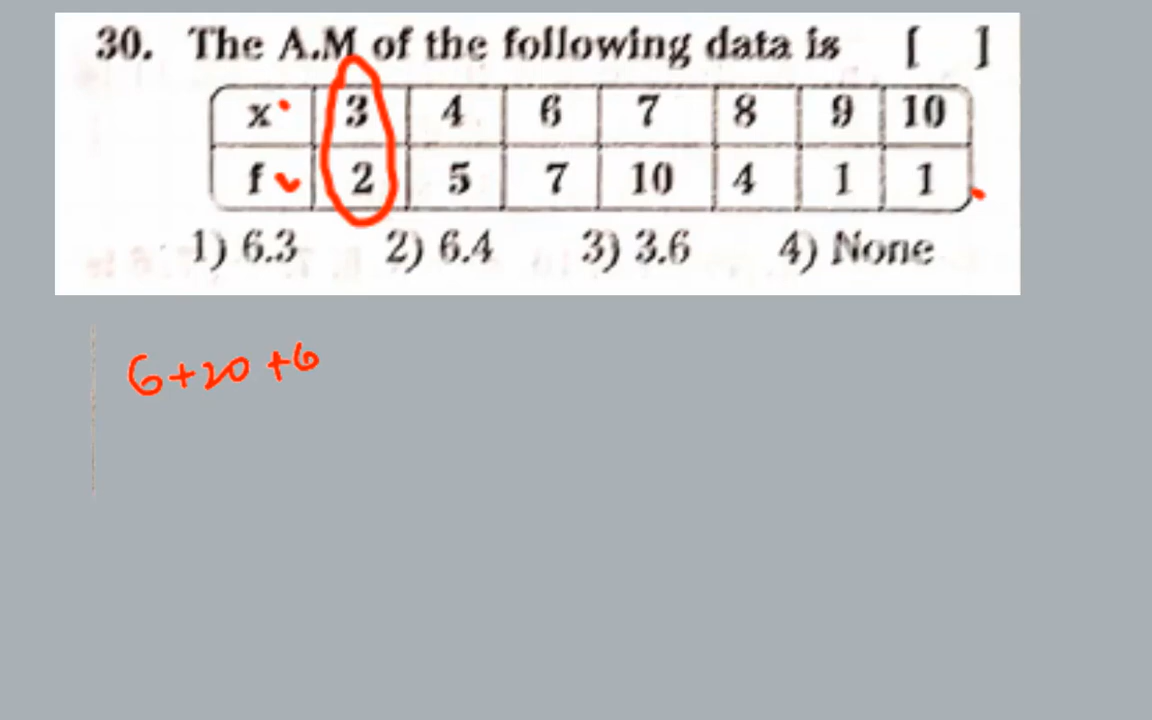 30. The A.M of the following data is [ ]
x 3 4 6 7 8 9 10
f 2 5 7 10 4 1 1
1) 6.3 2) 6.4 3) 3.6 4) None
6+20+6